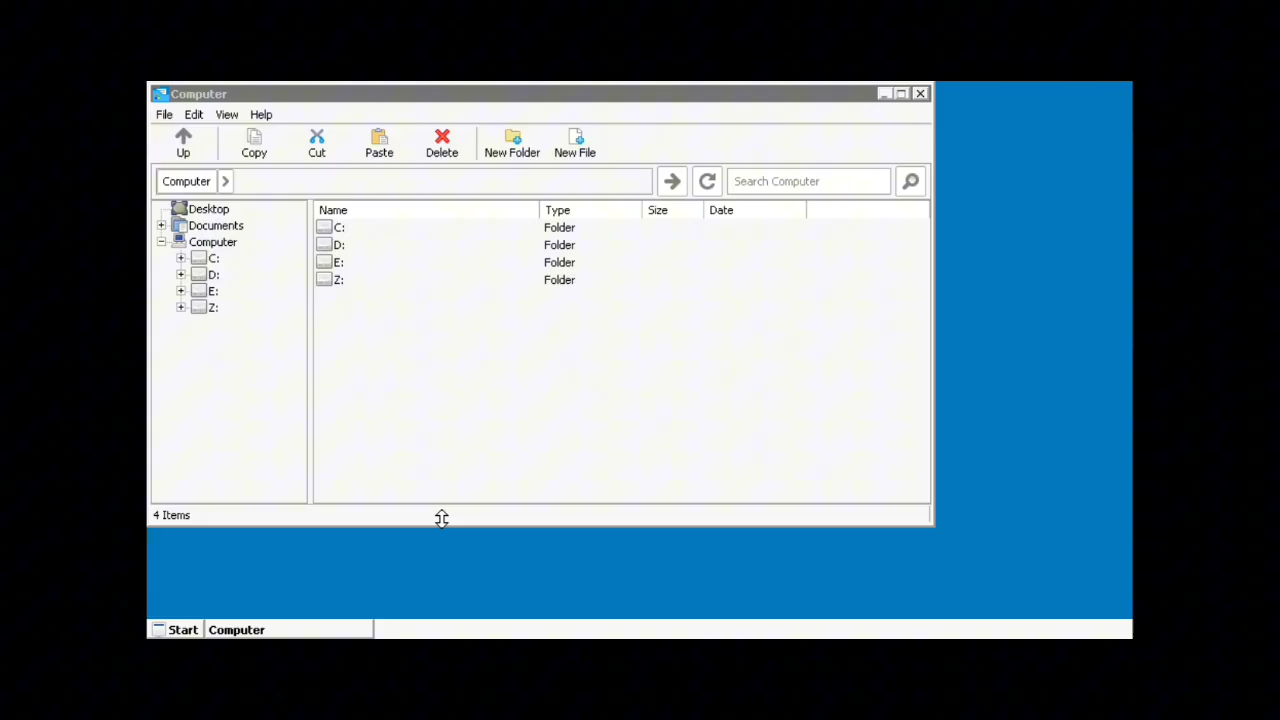 Computer
File Edit View Help
Up Copy Cut Paste Delete New Folder New File
Computer Search Computer
Desktop
Documents
Computer
C:
D:
E:
Z:
Name Type Size Date
C: Folder
D: Folder
E: Folder
Z: Folder
4 Items
Start Computer